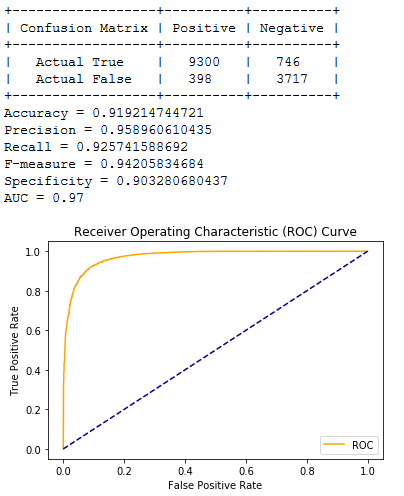 +----------------+----------+---------+
| Confusion Matrix | Positive | Negative |
+----------------+----------+---------+
| Actual True | 9300 | 746 |
| Actual False | 398 | 3717 |
+----------------+----------+---------+
Accuracy = 0.919214744721
Precision = 0.958960610435
Recall = 0.925741588692
F-measure = 0.94205834684
Specificity = 0.903280680437
AUC = 0.97
Receiver Operating Characteristic (ROC) Curve
1.0
0.8
0.6
0.4
0.2
0.0
True Positive Rate
ROC
0.0 0.2 0.4 0.6 0.8 1.0
False Positive Rate